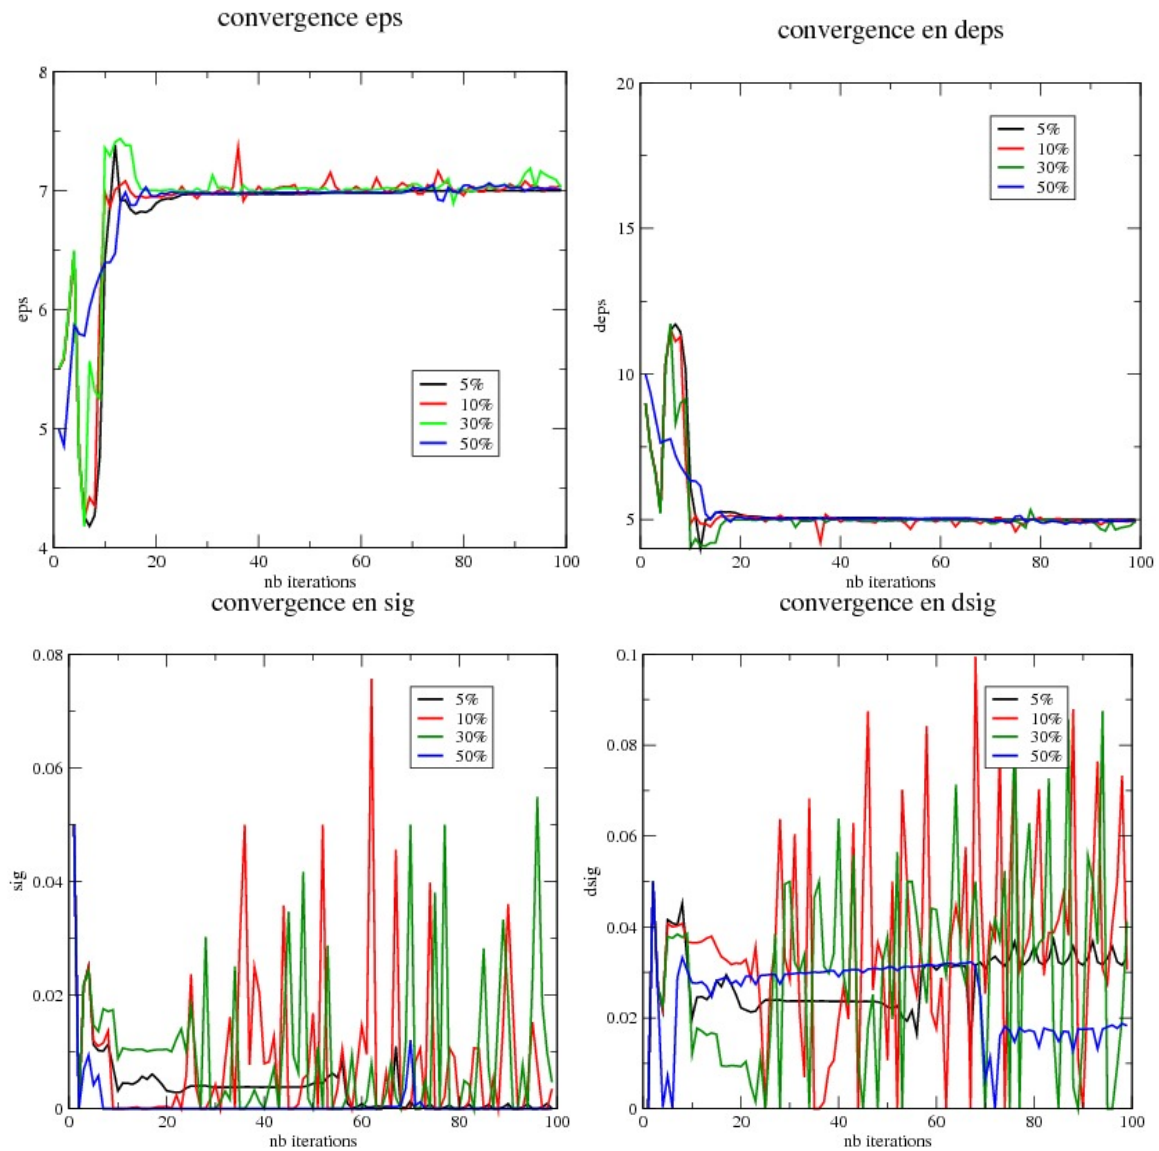 convergence eps
8
7
6
5
4
eps
5%
10%
30%
50%
0 20 40 60 80 100
nb iterations
convergence en deps
20
15
10
5
deps
5%
10%
30%
50%
0 20 40 60 80 100
nb iterations
convergence en sig
0.08
0.06
0.04
0.02
0
sig
5%
10%
30%
50%
0 20 40 60 80 100
nb iterations
convergence en dsig
0.1
0.08
0.06
0.04
0.02
0
dsig
5%
10%
30%
50%
0 20 40 60 80 100
nb iterations